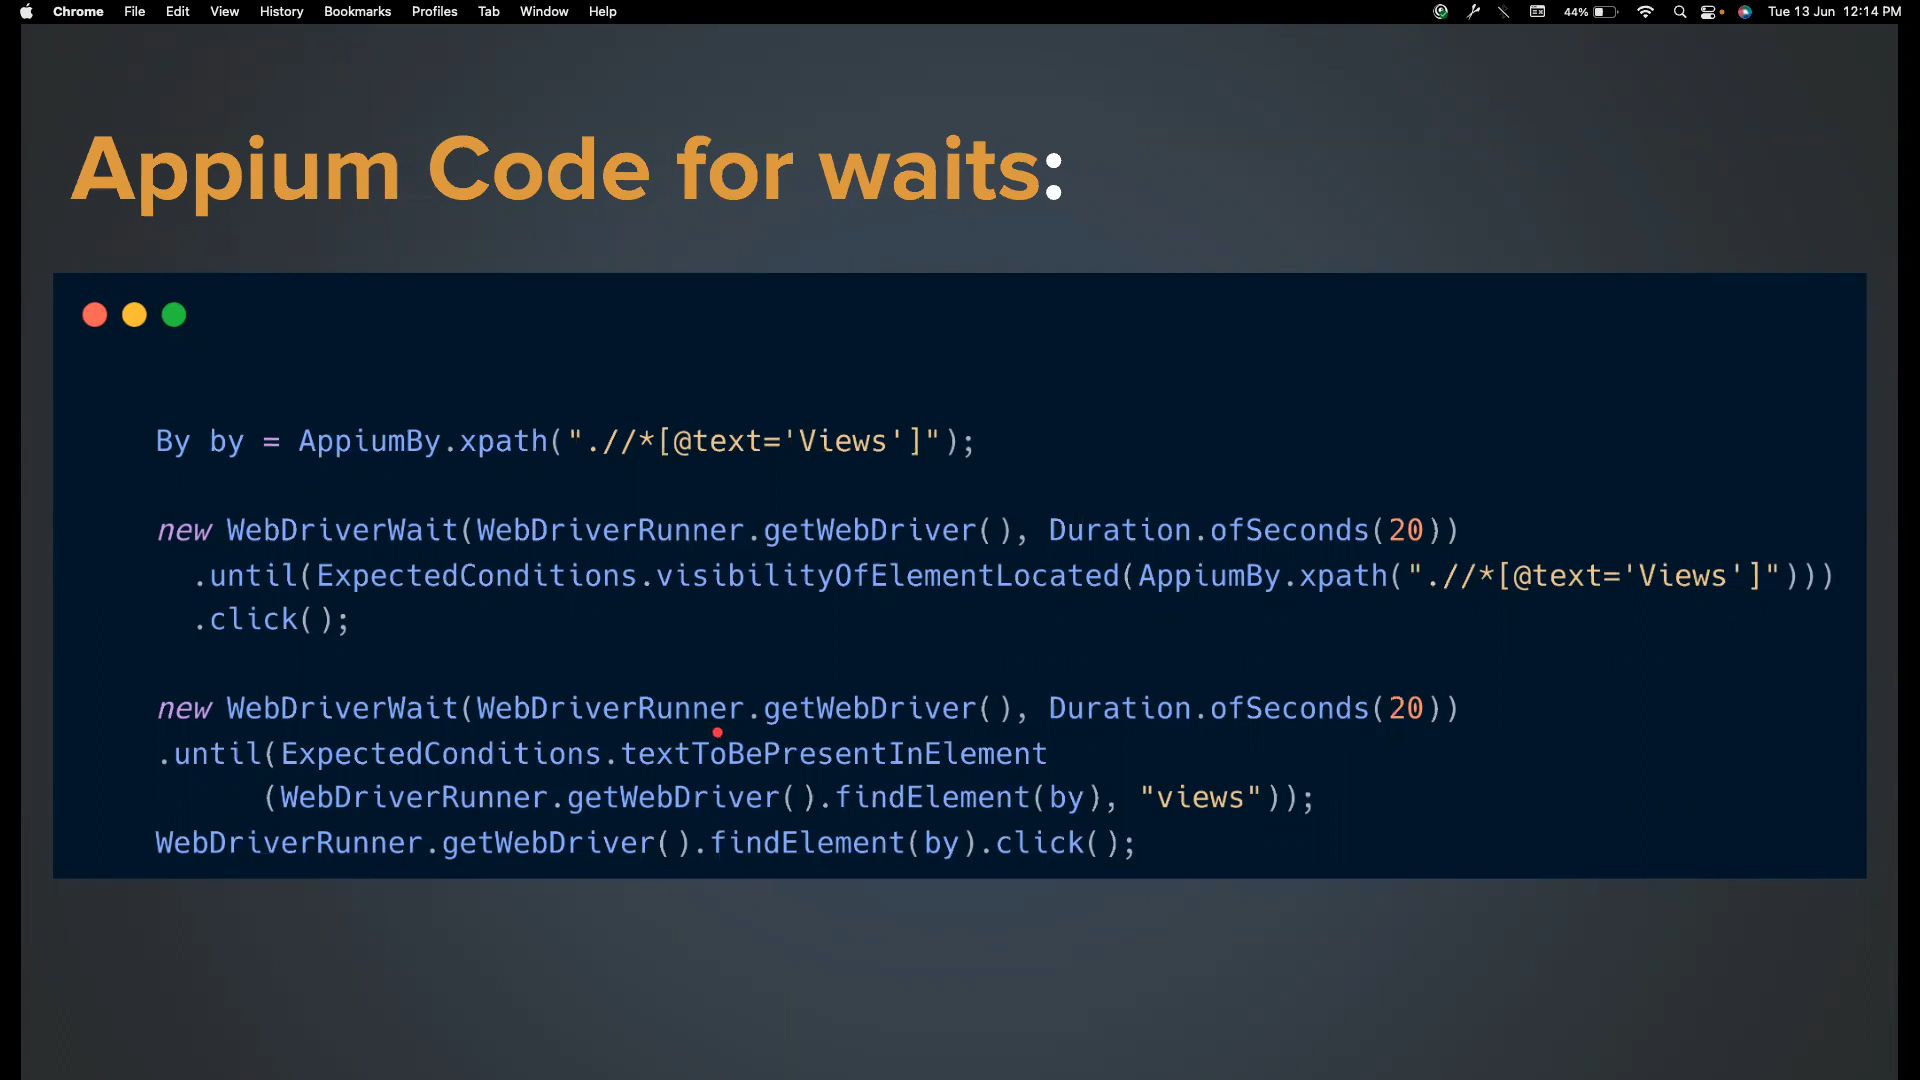 Chrome File Edit View History Bookmarks Profiles Tab Window Help 44% Tue 13 Jun 12:14 PM
Appium Code for waits:
By by = AppiumBy.xpath(".//*[@text='Views']");
new WebDriverWait(WebDriverRunner.getWebDriver(), Duration.ofSeconds(20))
.until(ExpectedConditions.visibilityOfElementLocated(AppiumBy.xpath(".//*[@text='Views']")))
.click();
new WebDriverWait(WebDriverRunner.getWebDriver(), Duration.ofSeconds(20))
.until(ExpectedConditions.textToBePresentInElement
(WebDriverRunner.getWebDriver().findElement(by), "views"));
WebDriverRunner.getWebDriver().findElement(by).click();